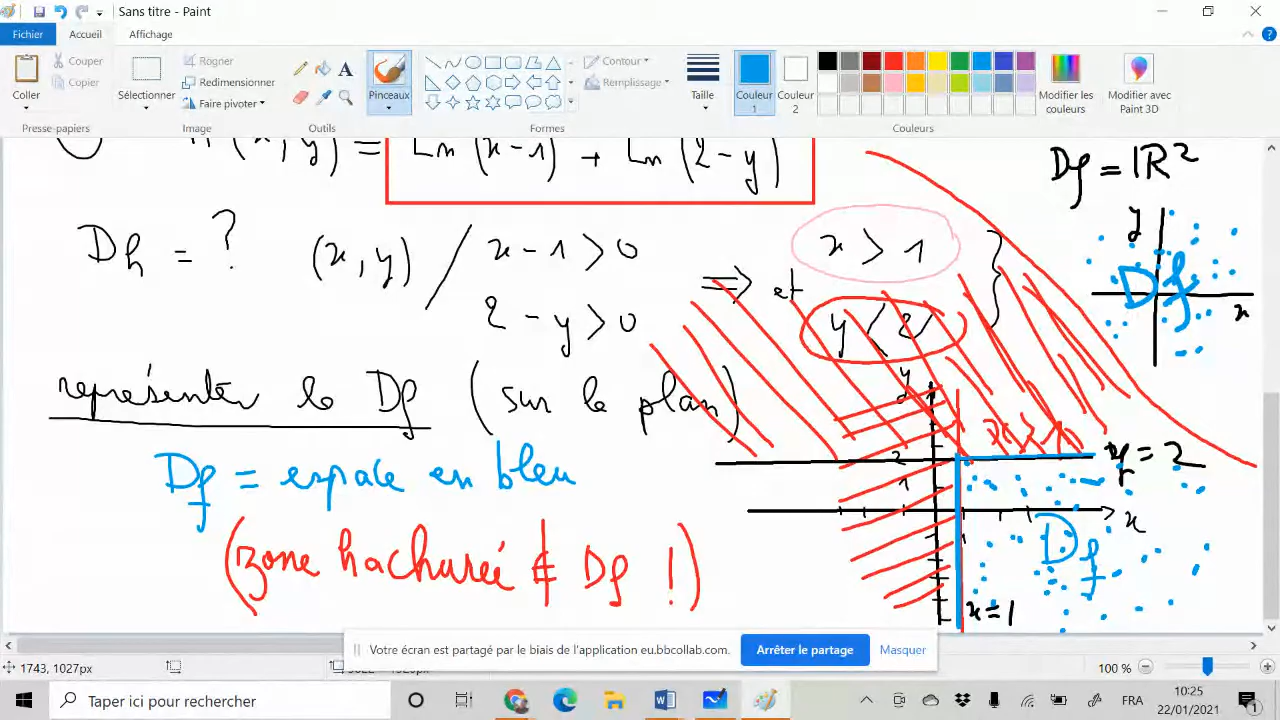 Sans titre - Paint
Fichier Accueil Affichage
Coller
Sélectionner
Rogner
Redimensionner
Faire pivoter
Pinceaux
Contour
Remplissage
Taille
Couleur 1
Couleur 2
Modifier les couleurs
Modifier avec Paint 3D
Couper
Copier
Presse-papiers Image Outils Formes Couleurs
h(x,y) = Ln(x-1) + Ln(2-y)
Df = IR²
y
Df
x
Dh = ? (x,y) / x-1>0
2-y>0
=> et
x > 1
y < 2
représenter le Df (sur le plan)
Df = espace en bleu
(zone hachurée ∉ Df !)
y
y = 2
2
1
x
Df
x=1
Votre écran est partagé par le biais de l'application eu.bbcollab.com. Arrêter le partage Masquer
1743, 1027px 100 %
Taper ici pour rechercher
FRA
10:25
22/01/2021